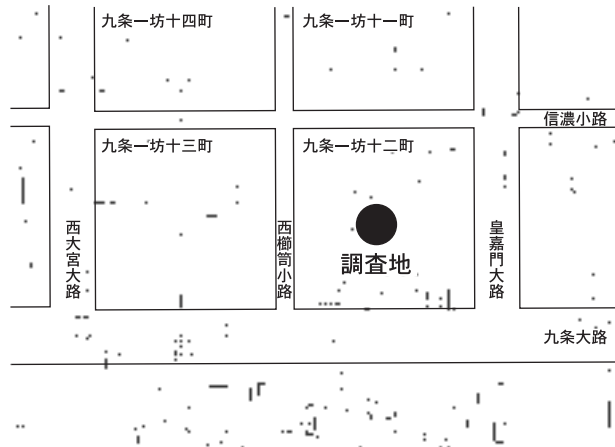 九条一坊十四町
九条一坊十一町
信濃小路
九条一坊十三町
九条一坊十二町
西大宮大路
西櫛笥小路
皇嘉門大路
調査地
九条大路